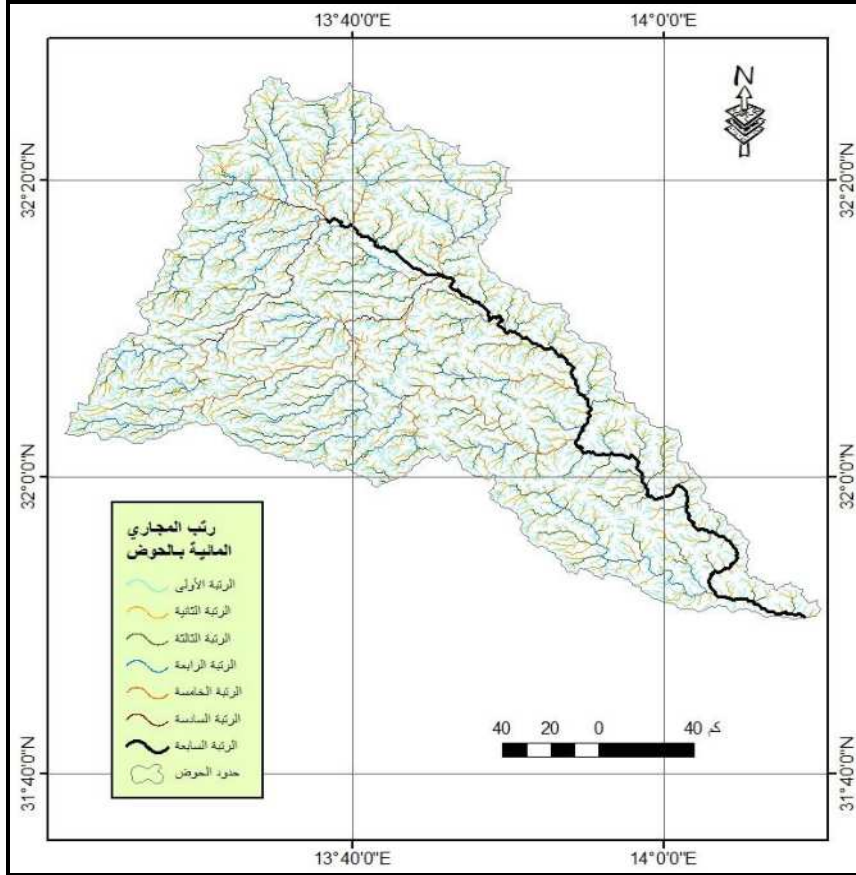 13°40'0"E
14°0'0"E
N
32°20'0"N
32°20'0"N
32°0'0"N
32°0'0"N
رتب المجاري
المائية بالحوض
الرتبة الأولى
الرتبة الثانية
الرتبة الثالثة
الرتبة الرابعة
الرتبة الخامسة
الرتبة السادسة
الرتبة السابعة
حدود الحوض
40 20 0 40 كم
31°40'0"N
31°40'0"N
13°40'0"E
14°0'0"E